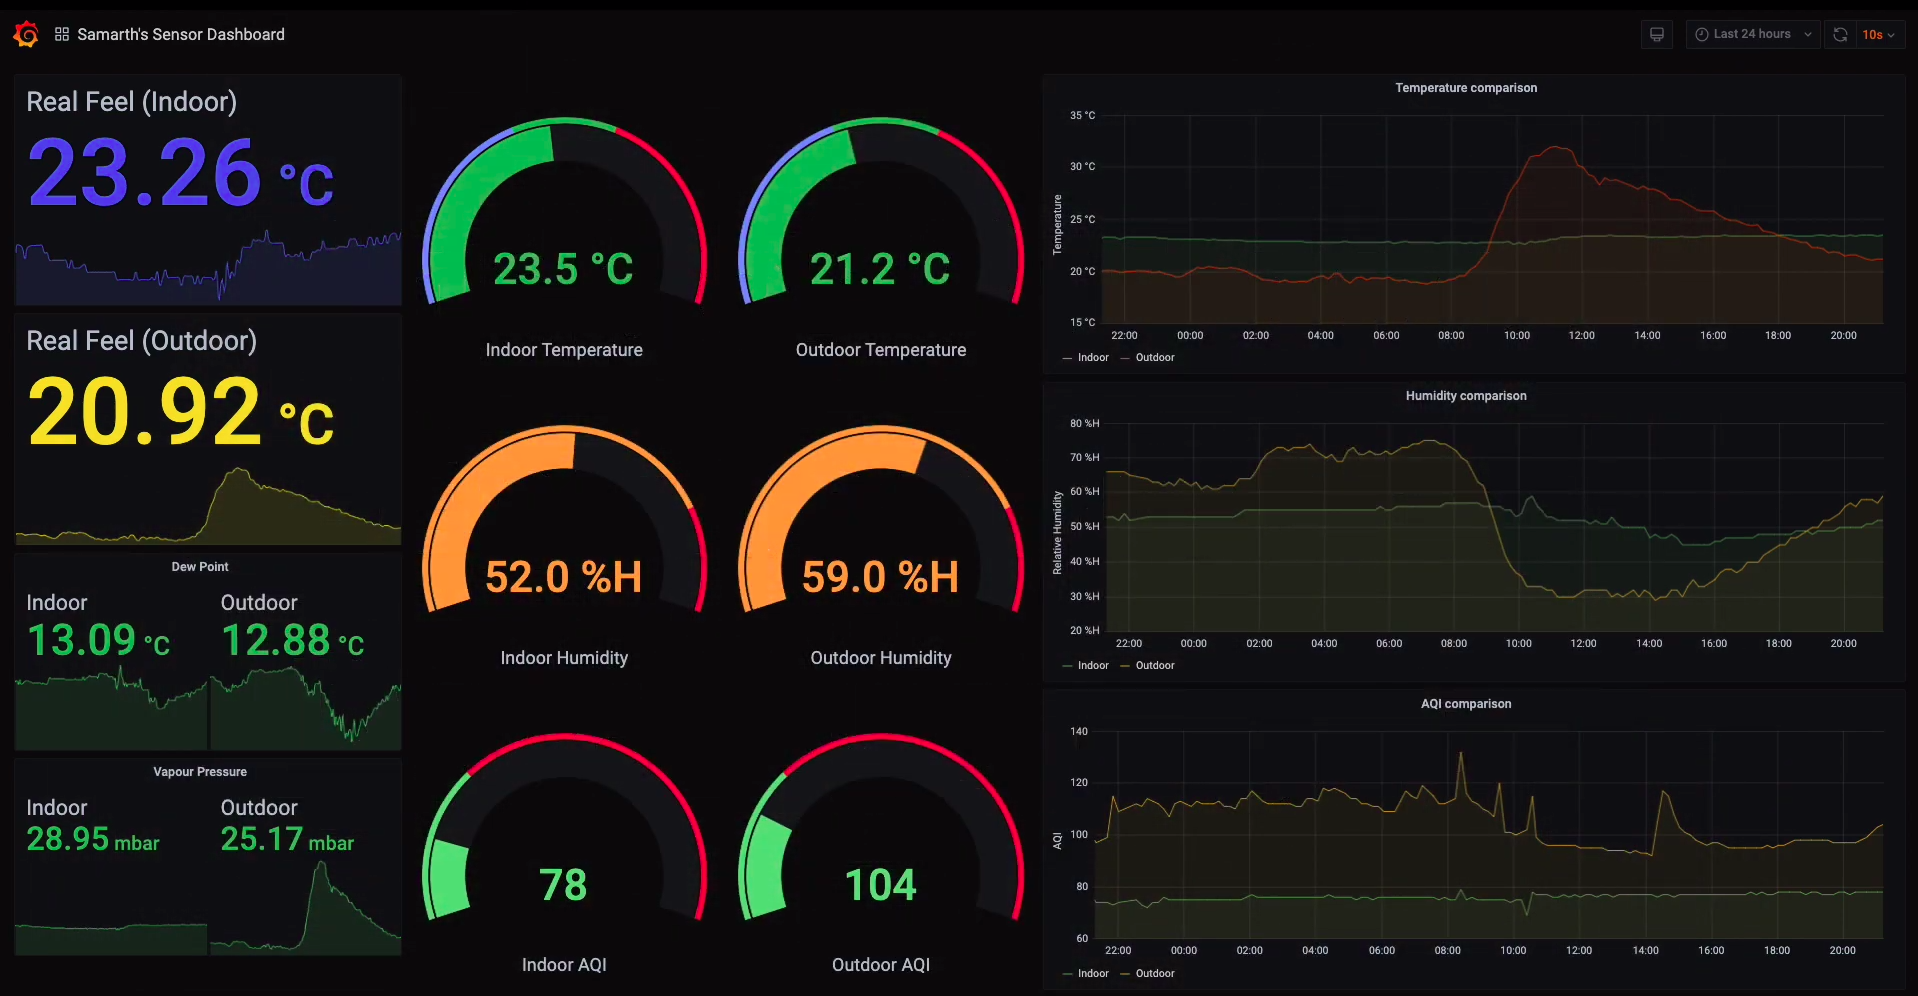 Samarth's Sensor Dashboard
Last 24 hours
10s
Real Feel (Indoor)
23.26 °C
Real Feel (Outdoor)
20.92 °C
Dew Point
Indoor
13.09 °C
Outdoor
12.88 °C
Vapour Pressure
Indoor
28.95 mbar
Outdoor
25.17 mbar
23.5 °C
Indoor Temperature
21.2 °C
Outdoor Temperature
52.0 %H
Indoor Humidity
59.0 %H
Outdoor Humidity
78
Indoor AQI
104
Outdoor AQI
Temperature comparison
Temperature
35 °C
30 °C
25 °C
20 °C
15 °C
22:00 00:00 02:00 04:00 06:00 08:00 10:00 12:00 14:00 16:00 18:00 20:00
Indoor Outdoor
Humidity comparison
Relative Humidity
80 %H
70 %H
60 %H
50 %H
40 %H
30 %H
20 %H
22:00 00:00 02:00 04:00 06:00 08:00 10:00 12:00 14:00 16:00 18:00 20:00
Indoor Outdoor
AQI comparison
AQI
140
120
100
80
60
22:00 00:00 02:00 04:00 06:00 08:00 10:00 12:00 14:00 16:00 18:00 20:00
Indoor Outdoor